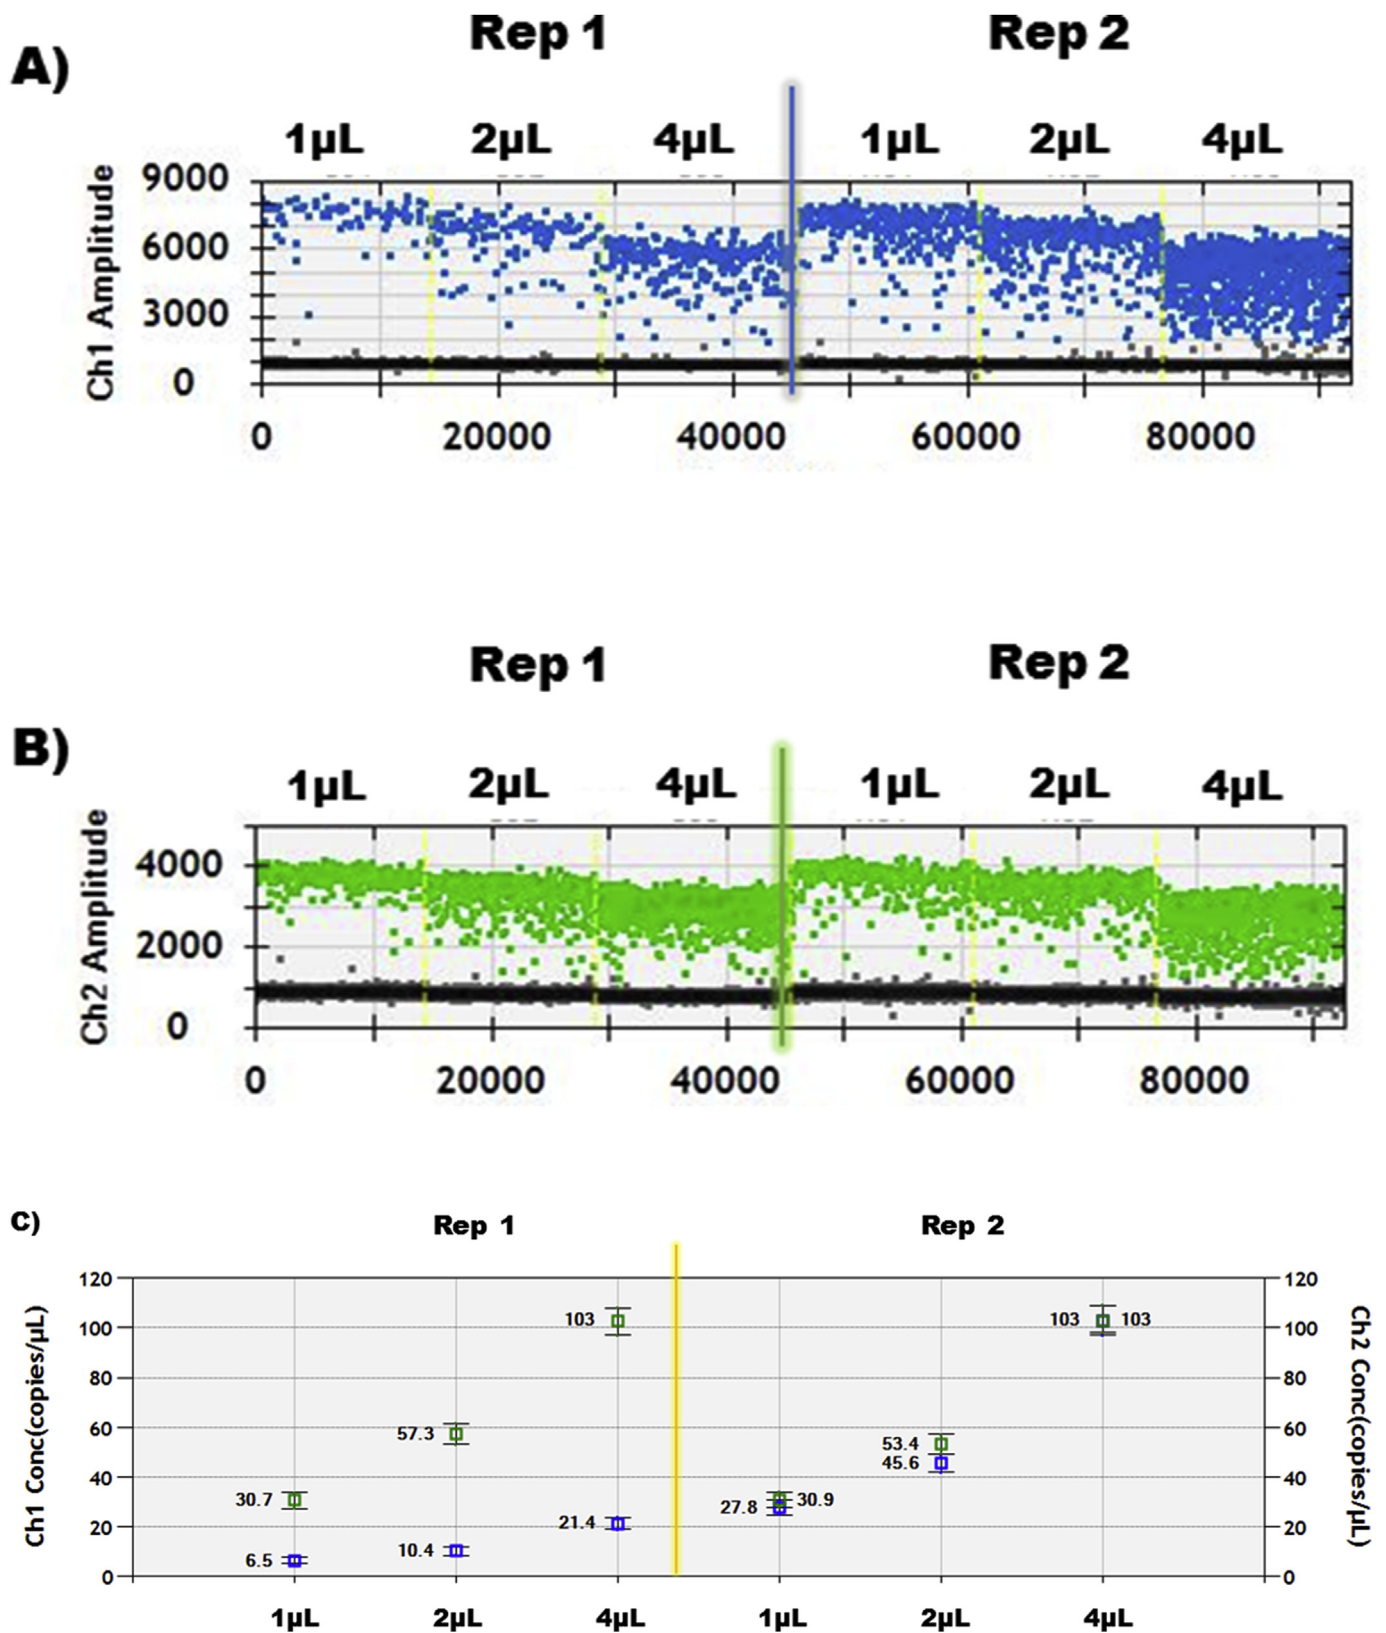 Rep 1 Rep 2
A)
1µL 2µL 4µL 1µL 2µL 4µL
9000
6000
3000
0
Ch1 Amplitude
0 20000 40000 60000 80000
Rep 1 Rep 2
B)
1µL 2µL 4µL 1µL 2µL 4µL
4000
2000
0
Ch2 Amplitude
0 20000 40000 60000 80000
C)
Rep 1 Rep 2
Ch1 Conc(copies/µL)
120 120
100 100
80 80
60 60
40 40
20 20
0 0
Ch2 Conc(copies/µL)
103 103 103
57.3 53.4
45.6
30.7 27.8 30.9
21.4
6.5 10.4
1µL 2µL 4µL 1µL 2µL 4µL